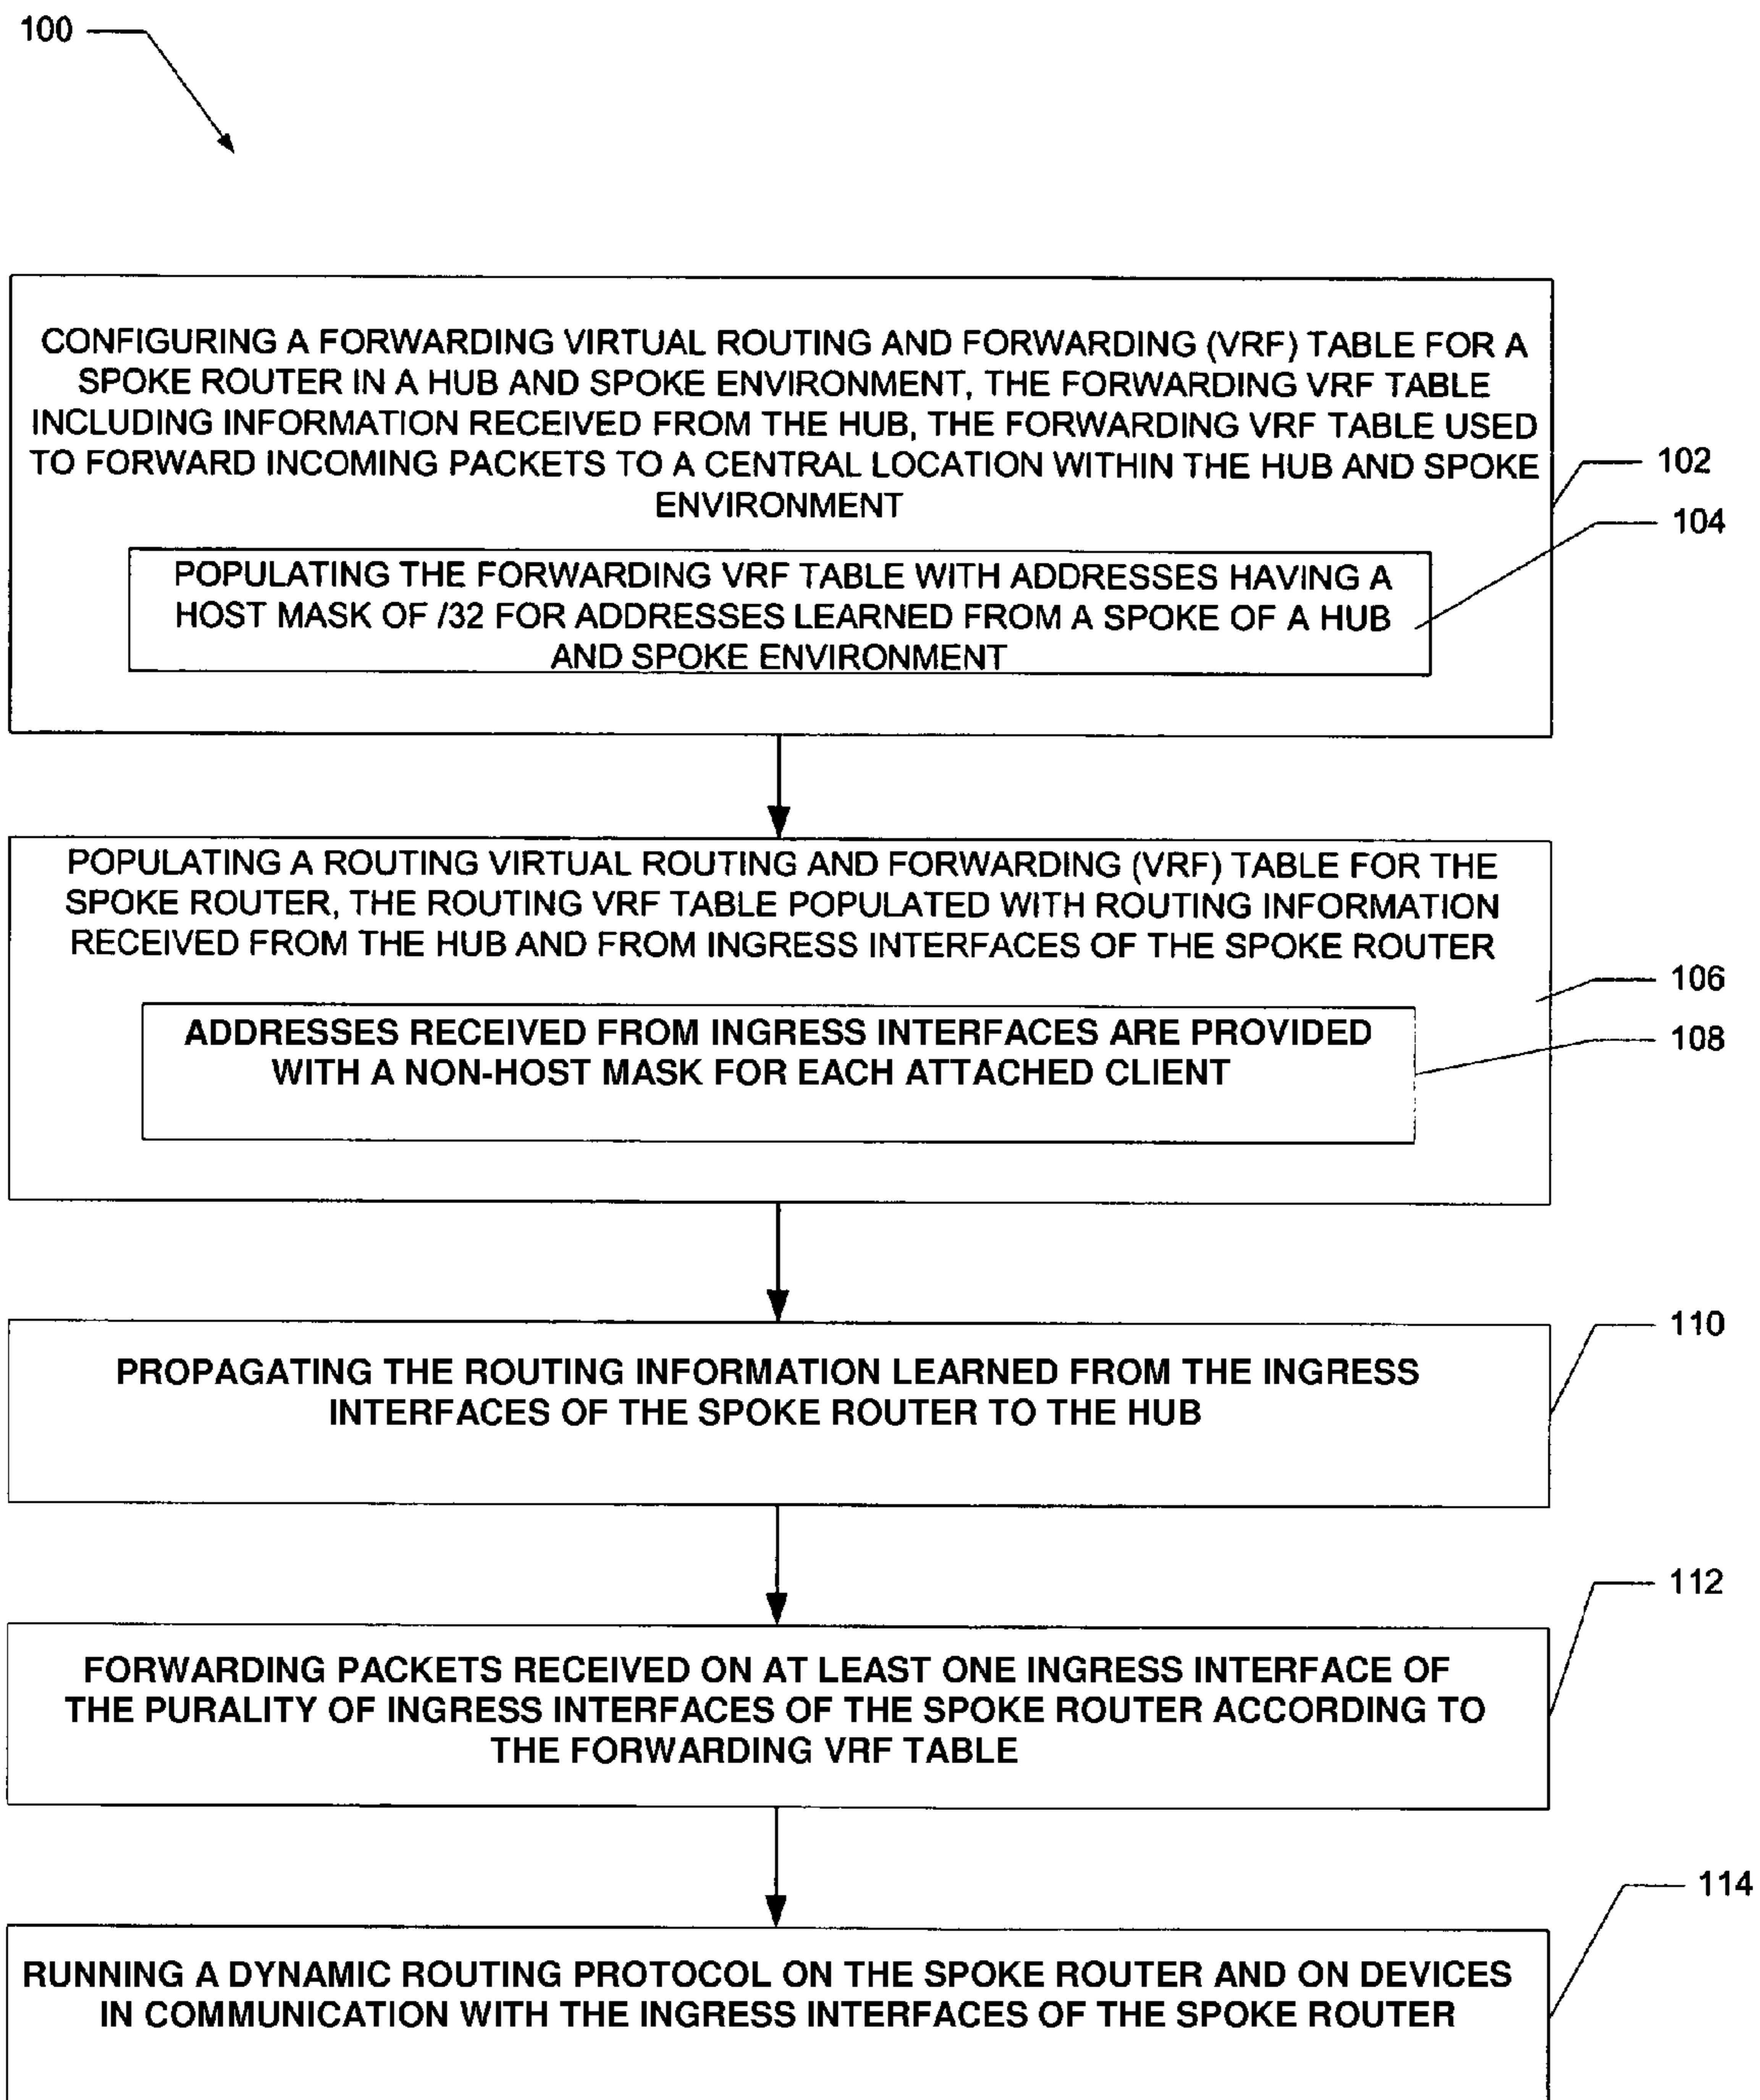 100
CONFIGURING A FORWARDING VIRTUAL ROUTING AND FORWARDING (VRF) TABLE FOR A
SPOKE ROUTER IN A HUB AND SPOKE ENVIRONMENT, THE FORWARDING VRF TABLE
INCLUDING INFORMATION RECEIVED FROM THE HUB, THE FORWARDING VRF TABLE USED
TO FORWARD INCOMING PACKETS TO A CENTRAL LOCATION WITHIN THE HUB AND SPOKE
ENVIRONMENT
102
104
POPULATING THE FORWARDING VRF TABLE WITH ADDRESSES HAVING A
HOST MASK OF /32 FOR ADDRESSES LEARNED FROM A SPOKE OF A HUB
AND SPOKE ENVIRONMENT
POPULATING A ROUTING VIRTUAL ROUTING AND FORWARDING (VRF) TABLE FOR THE
SPOKE ROUTER, THE ROUTING VRF TABLE POPULATED WITH ROUTING INFORMATION
RECEIVED FROM THE HUB AND FROM INGRESS INTERFACES OF THE SPOKE ROUTER
106
108
ADDRESSES RECEIVED FROM INGRESS INTERFACES ARE PROVIDED
WITH A NON-HOST MASK FOR EACH ATTACHED CLIENT
110
PROPAGATING THE ROUTING INFORMATION LEARNED FROM THE INGRESS
INTERFACES OF THE SPOKE ROUTER TO THE HUB
112
FORWARDING PACKETS RECEIVED ON AT LEAST ONE INGRESS INTERFACE OF
THE PURALITY OF INGRESS INTERFACES OF THE SPOKE ROUTER ACCORDING TO
THE FORWARDING VRF TABLE
114
RUNNING A DYNAMIC ROUTING PROTOCOL ON THE SPOKE ROUTER AND ON DEVICES
IN COMMUNICATION WITH THE INGRESS INTERFACES OF THE SPOKE ROUTER